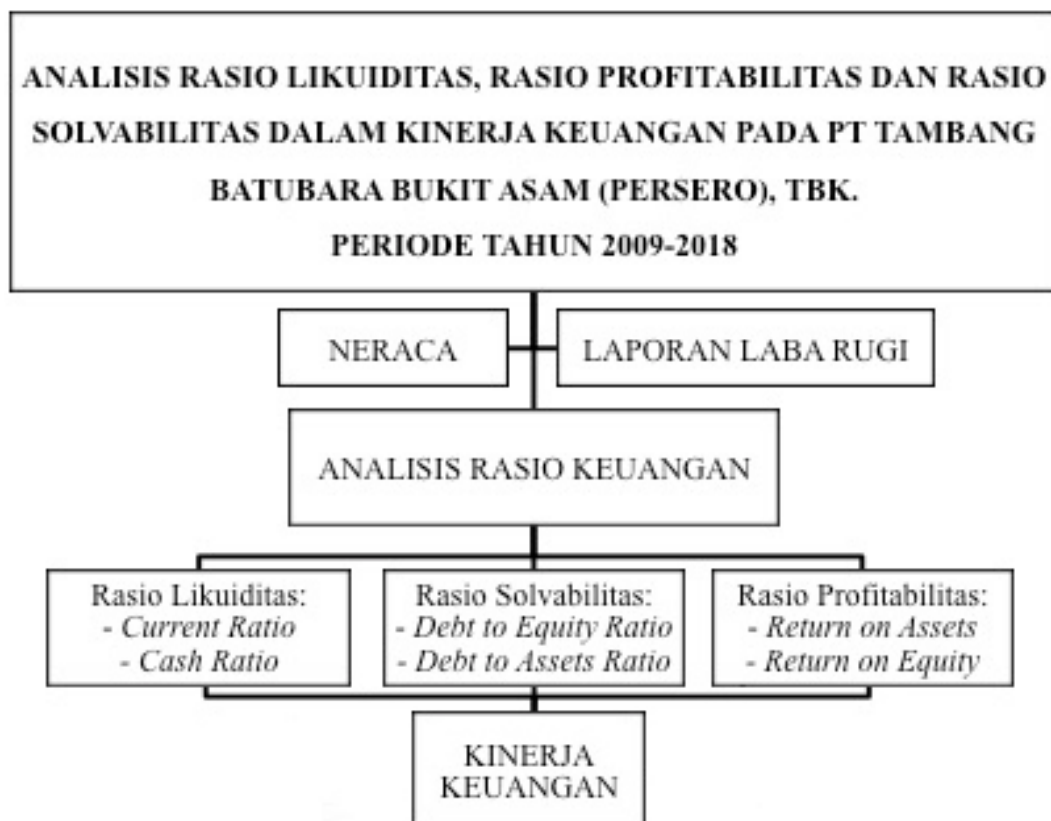 ANALISIS RASIO LIKUIDITAS, RASIO PROFITABILITAS DAN RASIO
SOLVABILITAS DALAM KINERJA KEUANGAN PADA PT TAMBANG
BATUBARA BUKIT ASAM (PERSERO), TBK.
PERIODE TAHUN 2009-2018
NERACA
LAPORAN LABA RUGI
ANALISIS RASIO KEUANGAN
Rasio Likuiditas:
- Current Ratio
- Cash Ratio
Rasio Solvabilitas:
- Debt to Equity Ratio
- Debt to Assets Ratio
Rasio Profitabilitas:
- Return on Assets
- Return on Equity
KINERJA
KEUANGAN